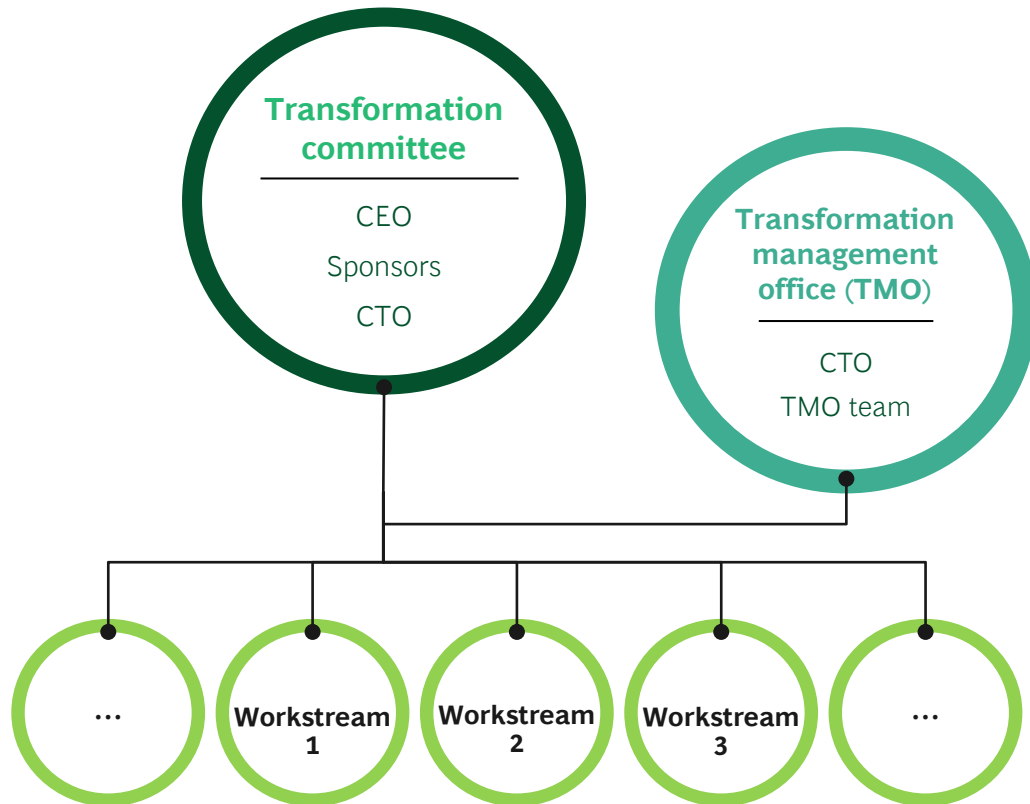 Transformation
committee
CEO
Sponsors
CTO
Transformation
management
office (TMO)
CTO
TMO team
...
Workstream
1
Workstream
2
Workstream
3
...